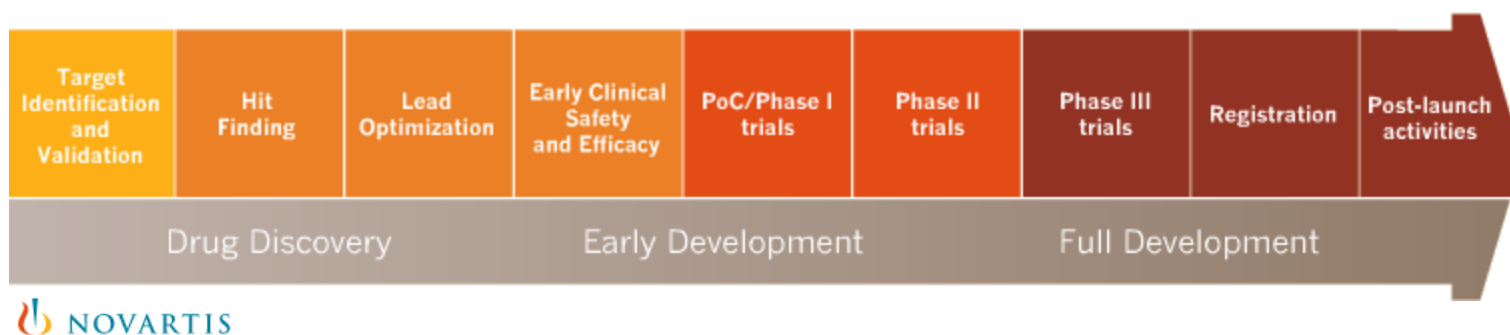 Target
Identification
and
Validation
Hit
Finding
Lead
Optimization
Early Clinical
Safety
and Efficacy
PoC/Phase I
trials
Phase II
trials
Phase III
trials
Registration
Post-launch
activities
Drug Discovery
Early Development
Full Development
NOVARTIS